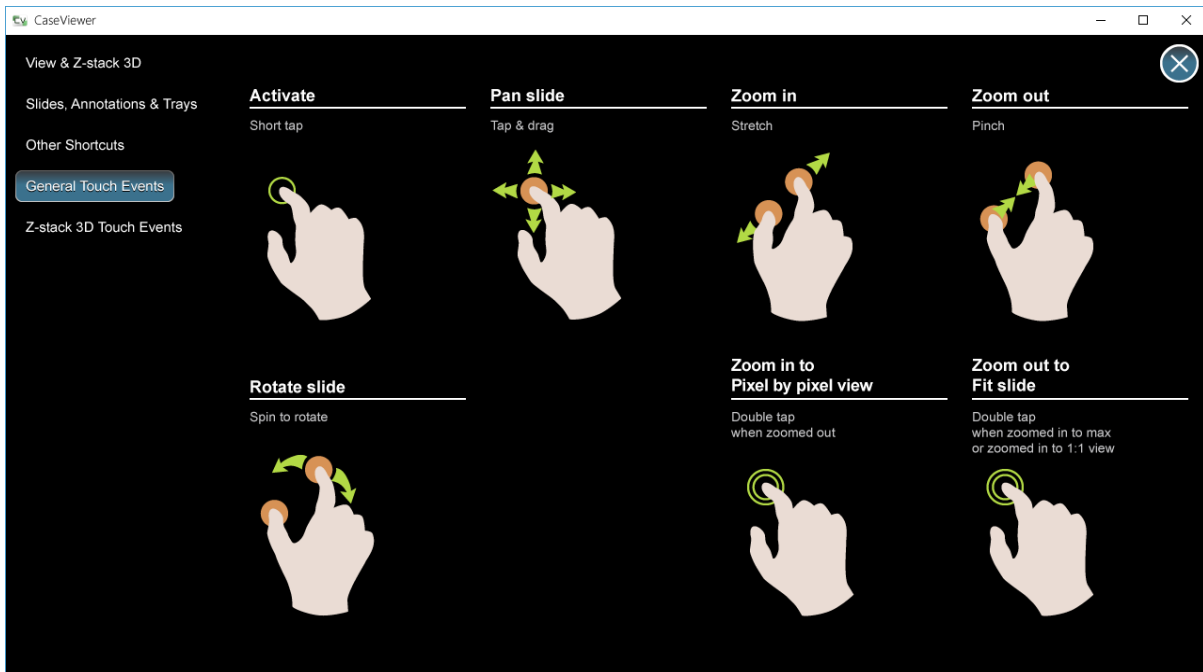 CaseViewer
View & Z-stack 3D
Slides, Annotations & Trays
Other Shortcuts
General Touch Events
Z-stack 3D Touch Events
Activate
Short tap
Pan slide
Tap & drag
Zoom in
Stretch
Zoom out
Pinch
Rotate slide
Spin to rotate
Zoom in to
Pixel by pixel view
Double tap
when zoomed out
Zoom out to
Fit slide
Double tap
when zoomed in to max
or zoomed in to 1:1 view